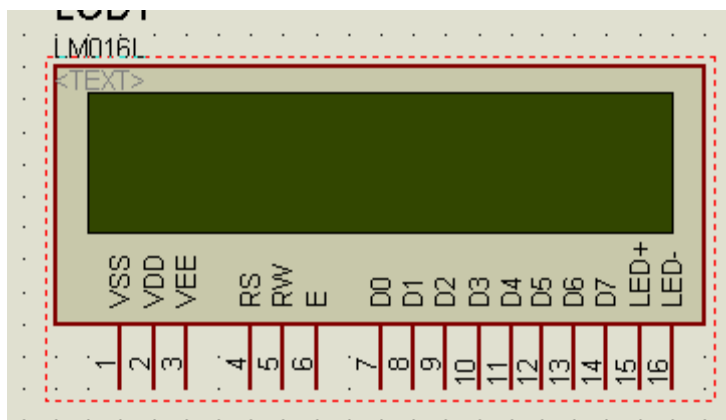 LCD1
LM016L
<TEXT>
VSS VDD VEE RS RW E D0 D1 D2 D3 D4 D5 D6 D7 LED+ LED-
1 2 3 4 5 6 7 8 9 10 11 12 13 14 15 16